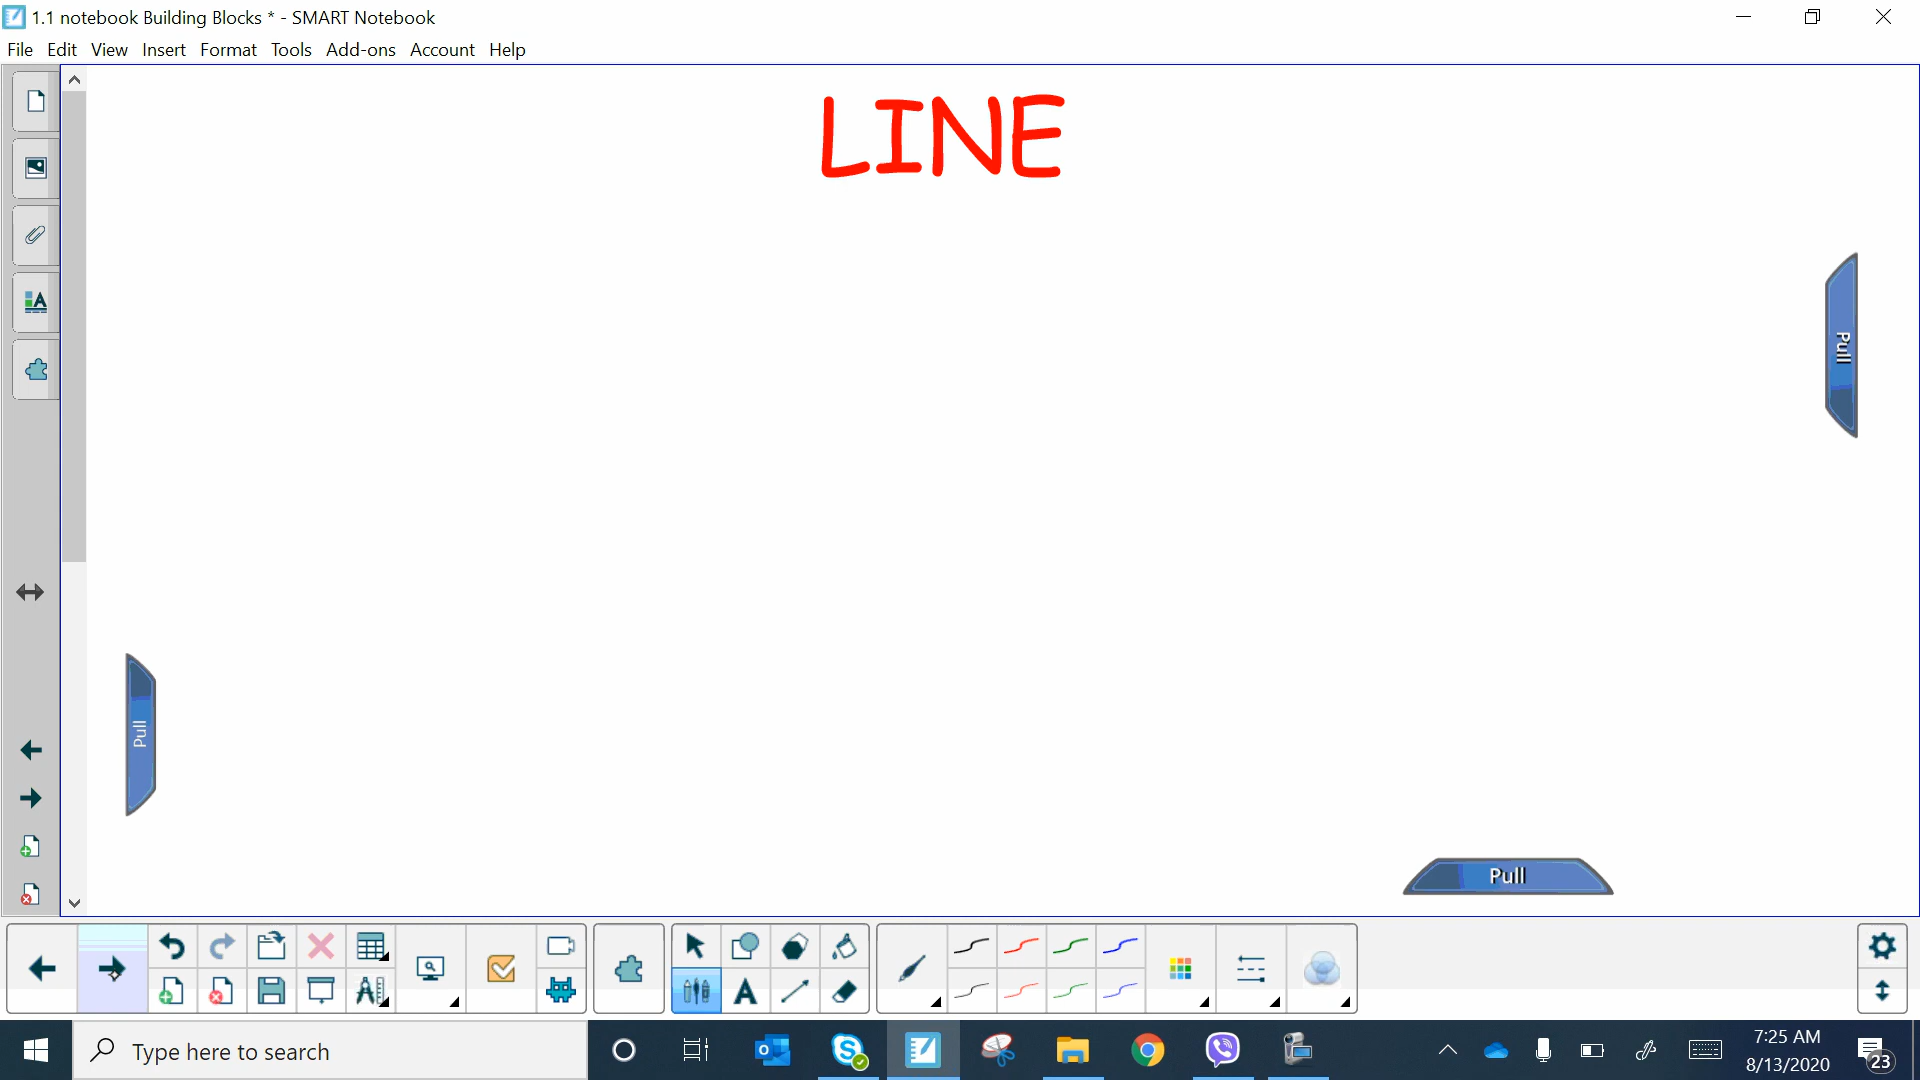 1.1 notebook Building Blocks * - SMART Notebook
File Edit View Insert Format Tools Add-ons Account Help
LINE
Pull
Pull
Pull
Type here to search
7:25 AM
8/13/2020
23